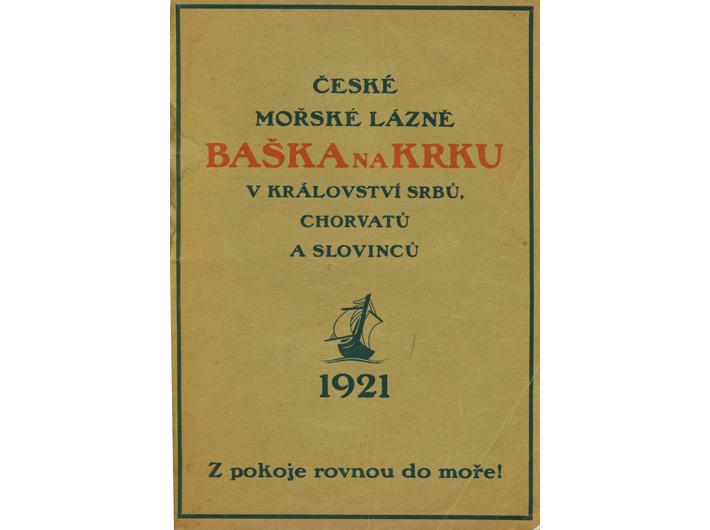 ČESKÉ
MOŘSKÉ LÁZNĚ
BAŠKA NA KRKU
V KRÁLOVSTVÍ SRBŮ,
CHORVATŮ
A SLOVINCŮ
1921
Z pokoje rovnou do moře!